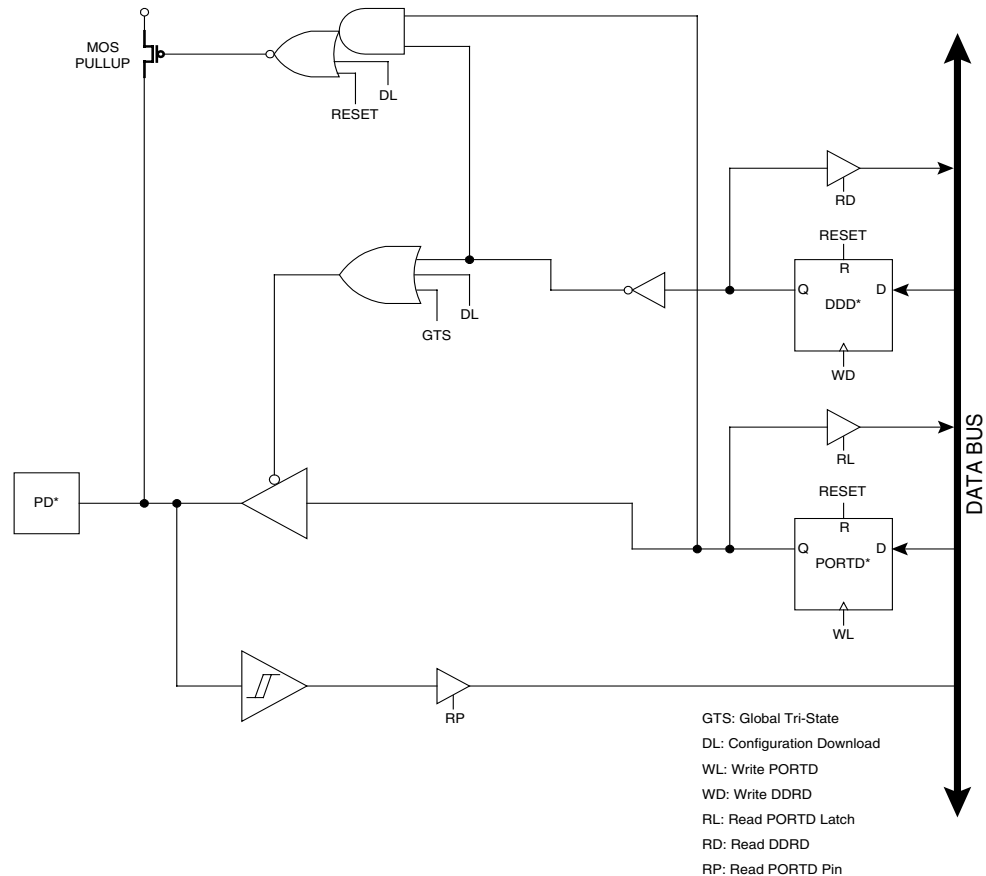 MOS
PULLUP
DL
RESET
RD
RESET
R
Q
DDD*
D
DL
GTS
WD
RL
DATA BUS
RESET
PD*
R
Q
D
PORTD*
WL
RP
GTS: Global Tri-State
DL: Configuration Download
WL: Write PORTD
WD: Write DDRD
RL: Read PORTD Latch
RD: Read DDRD
RP: Read PORTD Pin